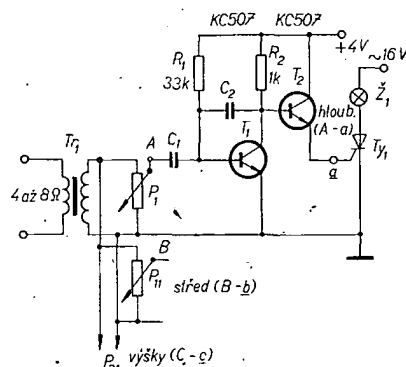 KC507 KC507
+4V
~16V
R₁
33k
R₂
1k
C₂
T₂
Ž₁
hloub.
(A-a)
Tr₁
A
C₁
T₁
a
Ty₁
4 až 8Ω
P₁
B
P₁₁
střed (B-b)
výšky (C-c)